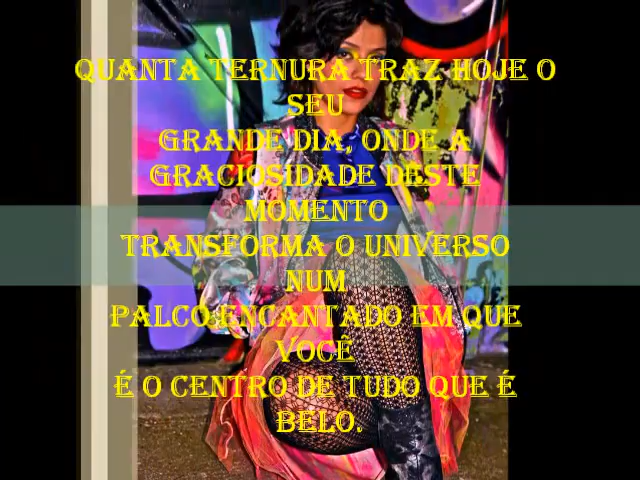 QUANTA TERNURA TRAZ HOJE O
SEU
GRANDE DIA, ONDE A
GRACIOSIDADE DESTE
MOMENTO
TRANSFORMA O UNIVERSO
NUM
PALCO ENCANTADO EM QUE
VOCÊ
É O CENTRO DE TUDO QUE É
BELO.